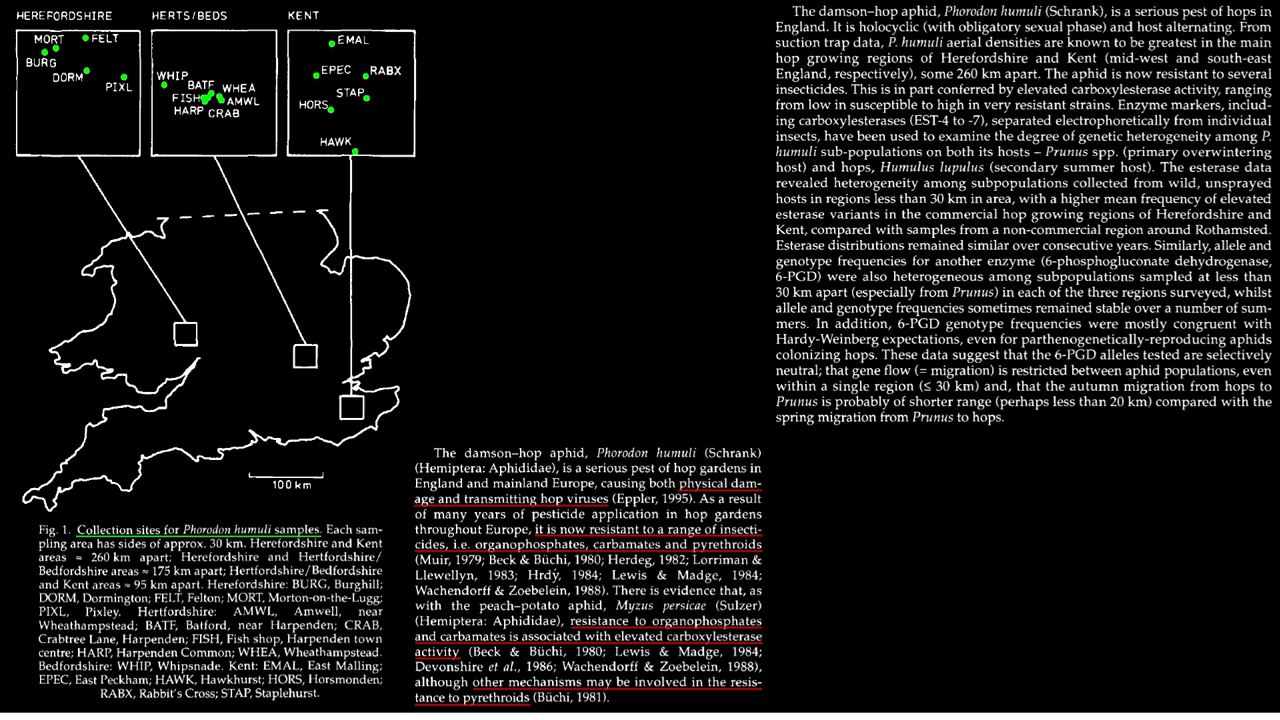 HEREFORDSHIRE
HERTS/BEDS
KENT
MORT
FELT
BURG
DORM
PIXL
WHIP
BATF
WHEA
FISH
AMWL
HARP
CRAB
EMAL
EPEC
RABX
STAP
HORS
HAWK
100 km
Fig. 1. Collection sites for Phorodon humuli samples. Each sam-
pling area has sides of approx. 30 km. Herefordshire and Kent
areas ≈ 260 km apart; Herefordshire and Hertfordshire/
Bedfordshire areas ≈ 175 km apart; Hertfordshire/Bedfordshire
and Kent areas ≈ 95 km apart. Herefordshire: BURG, Burghill;
DORM, Dormington; FELT, Felton; MORT, Morton-on-the-Lugg;
PIXL, Pixley. Hertfordshire: AMWL, Amwell, near
Wheathampstead; BATF, Batford, near Harpenden; CRAB,
Crabtree Lane, Harpenden; FISH, Fish shop, Harpenden town
centre; HARP, Harpenden Common; WHEA, Wheathampstead.
Bedfordshire: WHIP, Whipsnade. Kent: EMAL, East Malling;
EPEC, East Peckham; HAWK, Hawkhurst; HORS, Horsmonden;
RABX, Rabbit's Cross; STAP, Staplehurst.
The damson–hop aphid, Phorodon humuli (Schrank)
(Hemiptera: Aphididae), is a serious pest of hop gardens in
England and mainland Europe, causing both physical dam-
age and transmitting hop viruses (Eppler, 1995). As a result
of many years of pesticide application in hop gardens
throughout Europe, it is now resistant to a range of insecti-
cides, i.e. organophosphates, carbamates and pyrethroids
(Muir, 1979; Beck & Büchi, 1980; Herdeg, 1982; Lorriman &
Llewellyn, 1983; Hrdý, 1984; Lewis & Madge, 1984;
Wachendorff & Zoebelein, 1988). There is evidence that, as
with the peach–potato aphid, Myzus persicae (Sulzer)
(Hemiptera: Aphididae), resistance to organophosphates
and carbamates is associated with elevated carboxylesterase
activity (Beck & Büchi, 1980; Lewis & Madge, 1984;
Devonshire et al., 1986; Wachendorff & Zoebelein, 1988),
although other mechanisms may be involved in the resis-
tance to pyrethroids (Büchi, 1981).
The damson–hop aphid, Phorodon humuli (Schrank), is a serious pest of hops in
England. It is holocyclic (with obligatory sexual phase) and host alternating. From
suction trap data, P. humuli aerial densities are known to be greatest in the main
hop growing regions of Herefordshire and Kent (mid-west and south-east
England, respectively), some 260 km apart. The aphid is now resistant to several
insecticides. This is in part conferred by elevated carboxylesterase activity, ranging
from low in susceptible to high in very resistant strains. Enzyme markers, includ-
ing carboxylesterases (EST-4 to -7), separated electrophoretically from individual
insects, have been used to examine the degree of genetic heterogeneity among P.
humuli sub-populations on both its hosts – Prunus spp. (primary overwintering
host) and hops, Humulus lupulus (secondary summer host). The esterase data
revealed heterogeneity among subpopulations collected from wild, unsprayed
hosts in regions less than 30 km in area, with a higher mean frequency of elevated
esterase variants in the commercial hop growing regions of Herefordshire and
Kent, compared with samples from a non-commercial region around Rothamsted.
Esterase distributions remained similar over consecutive years. Similarly, allele and
genotype frequencies for another enzyme (6-phosphogluconate dehydrogenase,
6-PGD) were also heterogeneous among subpopulations sampled at less than
30 km apart (especially from Prunus) in each of the three regions surveyed, whilst
allele and genotype frequencies sometimes remained stable over a number of sum-
mers. In addition, 6-PGD genotype frequencies were mostly congruent with
Hardy-Weinberg expectations, even for parthenogenetically-reproducing aphids
colonizing hops. These data suggest that the 6-PGD alleles tested are selectively
neutral; that gene flow (= migration) is restricted between aphid populations, even
within a single region (≤ 30 km) and, that the autumn migration from hops to
Prunus is probably of shorter range (perhaps less than 20 km) compared with the
spring migration from Prunus to hops.